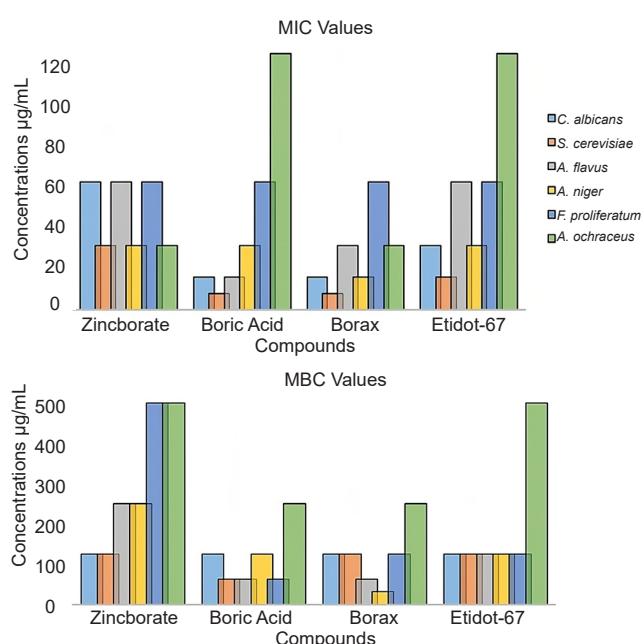 MIC Values
Concentrations µg/mL
120
100
80
60
40
20
0
Zincborate
Boric Acid
Borax
Etidot-67
Compounds
C. albicans
S. cerevisiae
A. flavus
A. niger
F. proliferatum
A. ochraceus
MBC Values
Concentrations µg/mL
500
400
300
200
100
0
Zincborate
Boric Acid
Borax
Etidot-67
Compounds